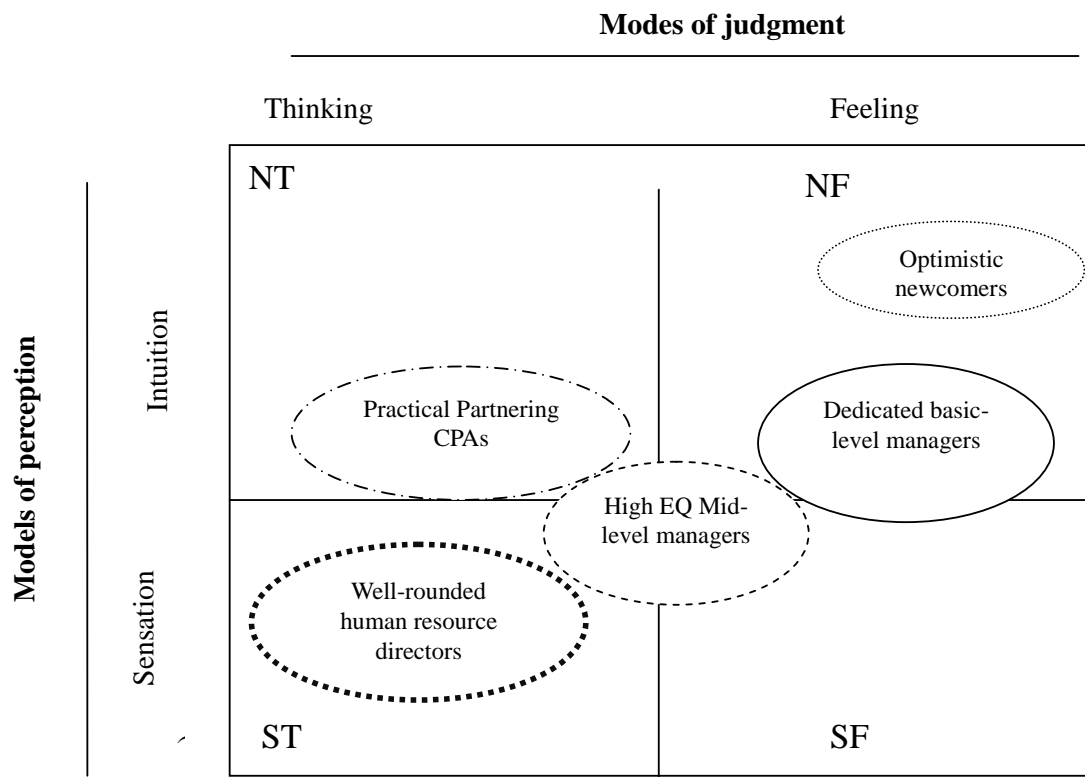 Modes of judgment
Thinking
Feeling
NT
NF
Optimistic
newcomers
Models of perception
Intuition
Practical Partnering
CPAs
Dedicated basic-
level managers
High EQ Mid-
level managers
Sensation
Well-rounded
human resource
directors
ST
SF